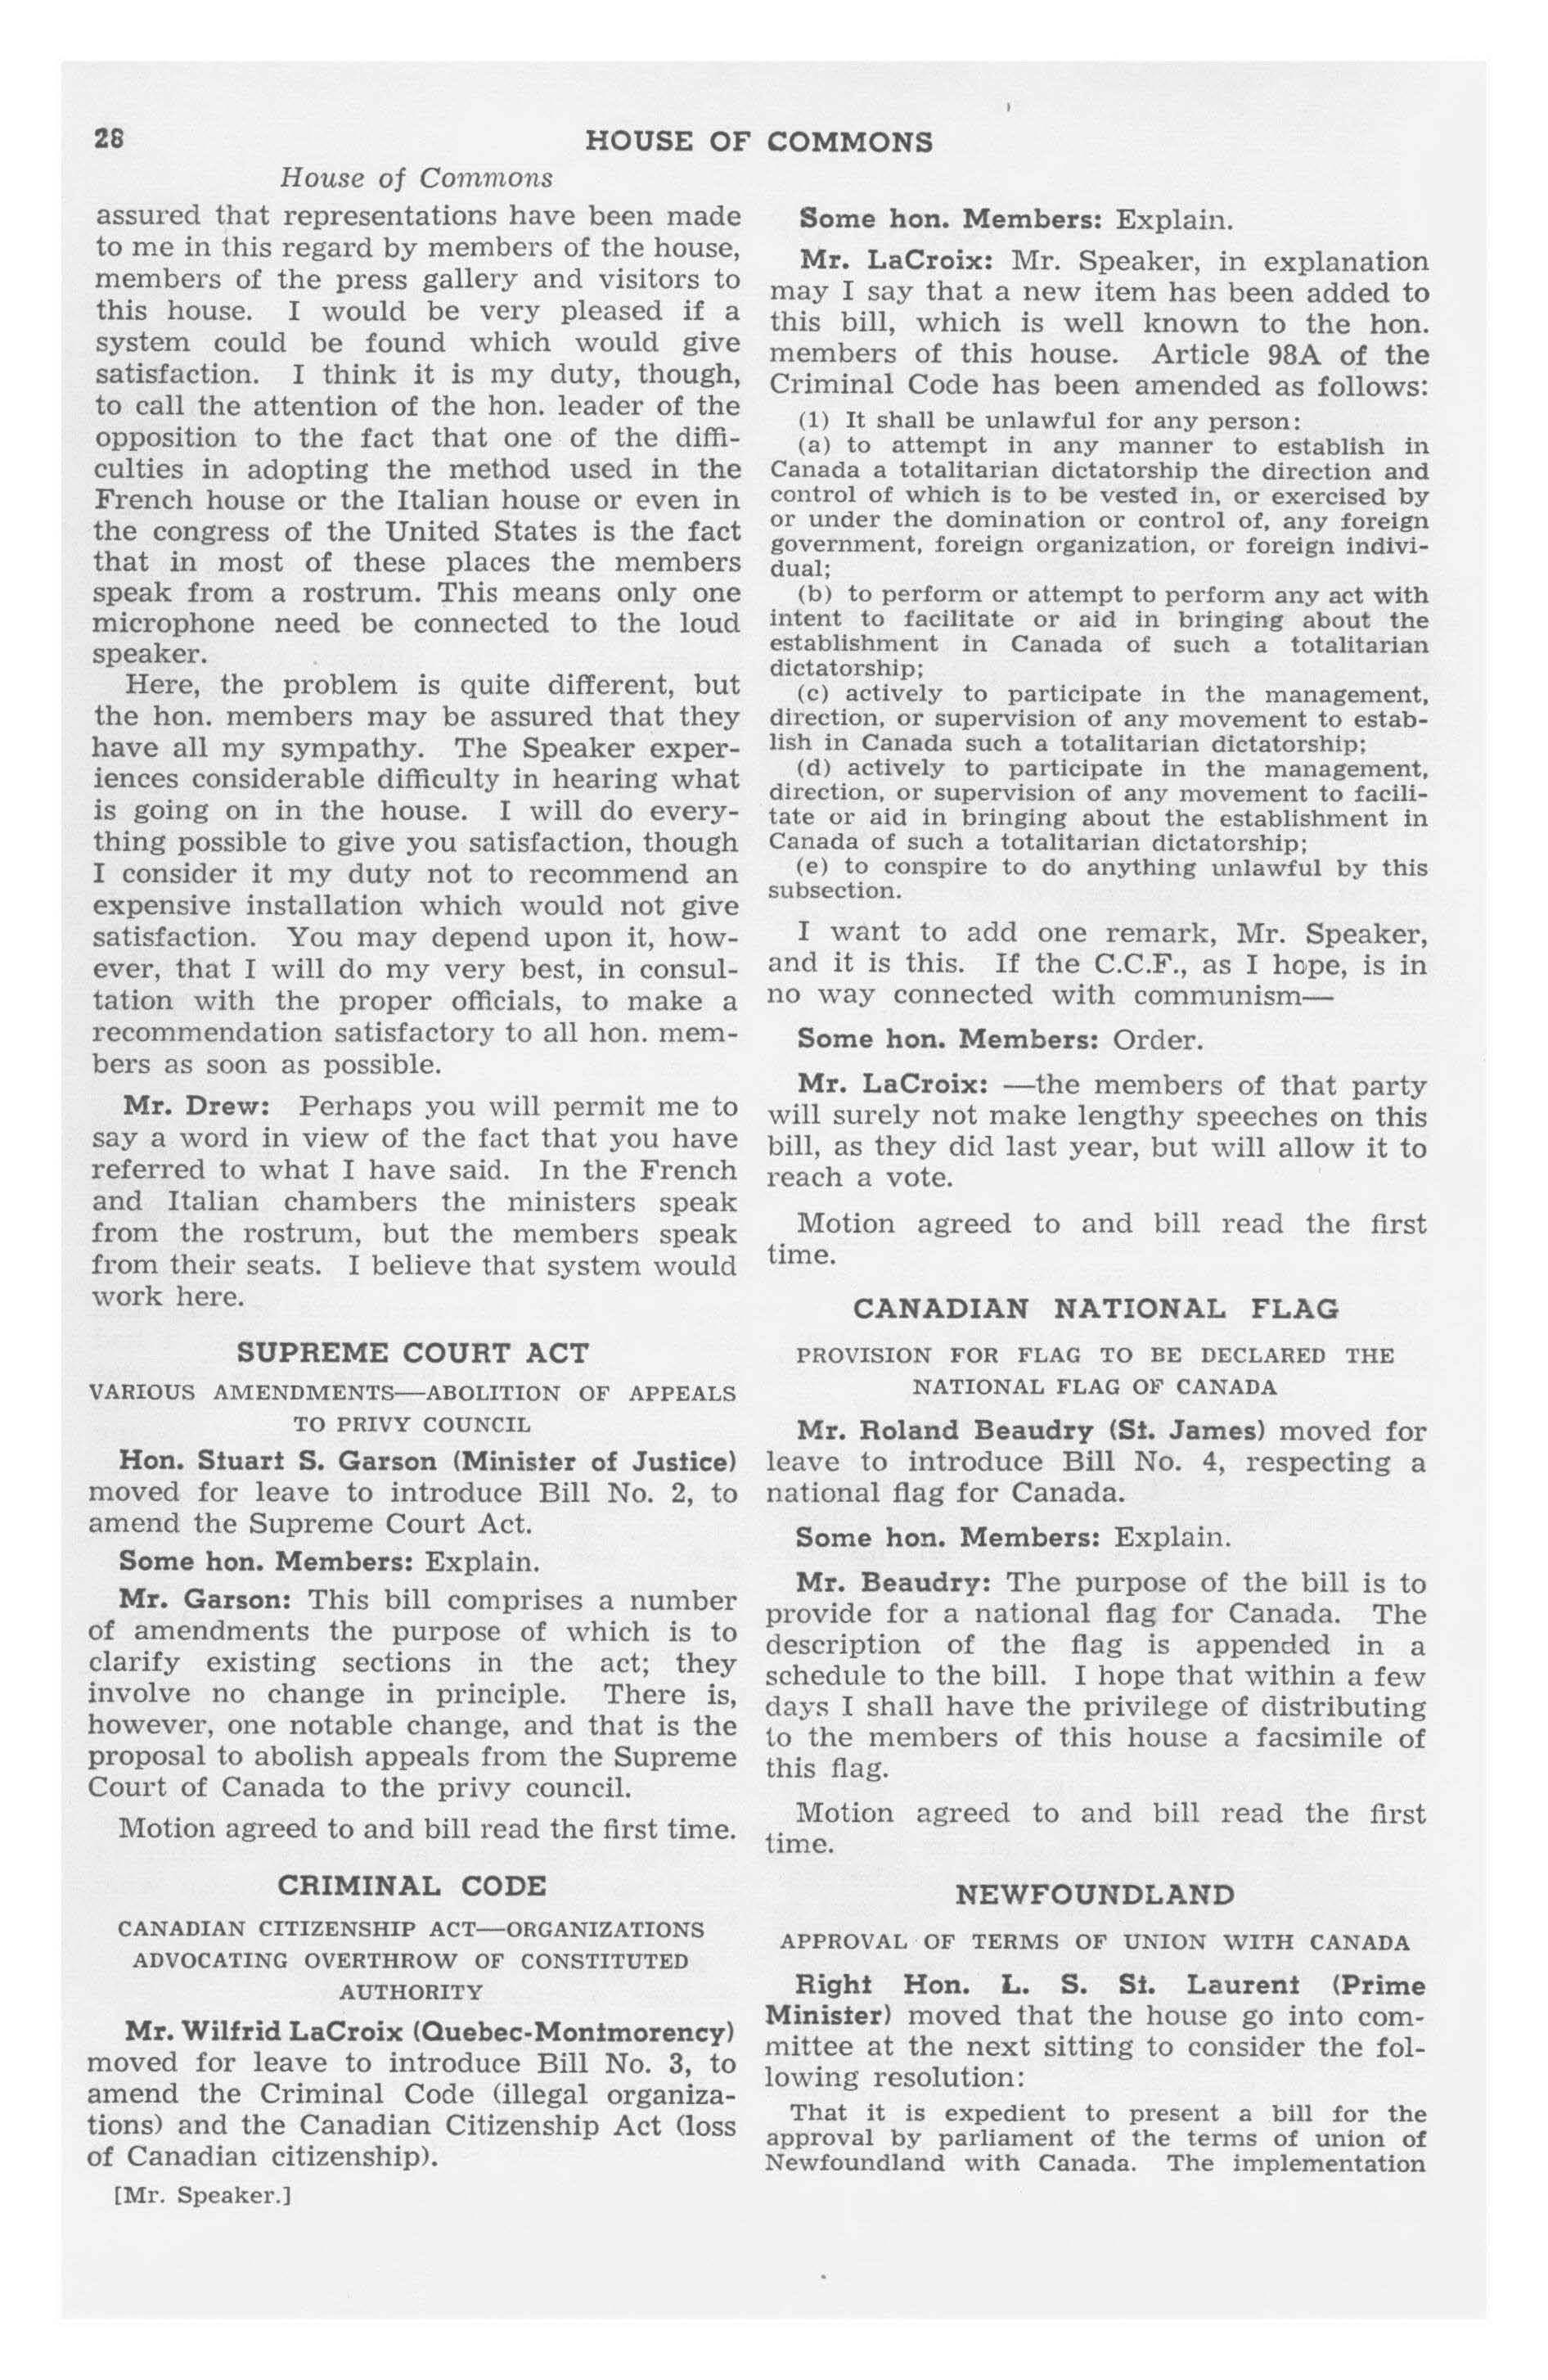 28
HOUSE OF COMMONS
House of Commons
assured that representations have been made
to me in this regard by members of the house,
members of the press gallery and visitors to
this house. I would be very pleased if a
system could be found which would give
satisfaction. I think it is my duty, though,
to call the attention of the hon. leader of the
opposition to the fact that one of the diffi-
culties in adopting the method used in the
French house or the Italian house or even in
the congress of the United States is the fact
that in most of these places the members
speak from a rostrum. This means only one
microphone need be connected to the loud
speaker.
Here, the problem is quite different, but
the hon. members may be assured that they
have all my sympathy. The Speaker exper-
iences considerable difficulty in hearing what
is going on in the house. I will do every-
thing possible to give you satisfaction, though
I consider it my duty not to recommend an
expensive installation which would not give
satisfaction. You may depend upon it, how-
ever, that I will do my very best, in consul-
tation with the proper officials, to make a
recommendation satisfactory to all hon. mem-
bers as soon as possible.
Mr. Drew: Perhaps you will permit me to
say a word in view of the fact that you have
referred to what I have said. In the French
and Italian chambers the ministers speak
from the rostrum, but the members speak
from their seats. I believe that system would
work here.
SUPREME COURT ACT
VARIOUS AMENDMENTS—ABOLITION OF APPEALS
TO PRIVY COUNCIL
Hon. Stuart S. Garson (Minister of Justice)
moved for leave to introduce Bill No. 2, to
amend the Supreme Court Act.
Some hon. Members: Explain.
Mr. Garson: This bill comprises a number
of amendments the purpose of which is to
clarify existing sections in the act; they
involve no change in principle. There is,
however, one notable change, and that is the
proposal to abolish appeals from the Supreme
Court of Canada to the privy council.
Motion agreed to and bill read the first time.
CRIMINAL CODE
CANADIAN CITIZENSHIP ACT—ORGANIZATIONS
ADVOCATING OVERTHROW OF CONSTITUTED
AUTHORITY
Mr. Wilfrid LaCroix (Quebec-Montmorency)
moved for leave to introduce Bill No. 3, to
amend the Criminal Code (illegal organiza-
tions) and the Canadian Citizenship Act (loss
of Canadian citizenship).
[Mr. Speaker.]
Some hon. Members: Explain.
Mr. LaCroix: Mr. Speaker, in explanation
may I say that a new item has been added to
this bill, which is well known to the hon.
members of this house. Article 98A of the
Criminal Code has been amended as follows:
(1) It shall be unlawful for any person:
(a) to attempt in any manner to establish in
Canada a totalitarian dictatorship the direction and
control of which is to be vested in, or exercised by
or under the domination or control of, any foreign
government, foreign organization, or foreign indivi-
dual;
(b) to perform or attempt to perform any act with
intent to facilitate or aid in bringing about the
establishment in Canada of such a totalitarian
dictatorship;
(c) actively to participate in the management,
direction, or supervision of any movement to estab-
lish in Canada such a totalitarian dictatorship;
(d) actively to participate in the management,
direction, or supervision of any movement to facili-
tate or aid in bringing about the establishment in
Canada of such a totalitarian dictatorship;
(e) to conspire to do anything unlawful by this
subsection.
I want to add one remark, Mr. Speaker,
and it is this. If the C.C.F., as I hope, is in
no way connected with communism—
Some hon. Members: Order.
Mr. LaCroix: —the members of that party
will surely not make lengthy speeches on this
bill, as they did last year, but will allow it to
reach a vote.
Motion agreed to and bill read the first
time.
CANADIAN NATIONAL FLAG
PROVISION FOR FLAG TO BE DECLARED THE
NATIONAL FLAG OF CANADA
Mr. Roland Beaudry (St. James) moved for
leave to introduce Bill No. 4, respecting a
national flag for Canada.
Some hon. Members: Explain.
Mr. Beaudry: The purpose of the bill is to
provide for a national flag for Canada. The
description of the flag is appended in a
schedule to the bill. I hope that within a few
days I shall have the privilege of distributing
to the members of this house a facsimile of
this flag.
Motion agreed to and bill read the first
time.
NEWFOUNDLAND
APPROVAL OF TERMS OF UNION WITH CANADA
Right Hon. L. S. St. Laurent (Prime
Minister) moved that the house go into com-
mittee at the next sitting to consider the fol-
lowing resolution:
That it is expedient to present a bill for the
approval by parliament of the terms of union of
Newfoundland with Canada. The implementation